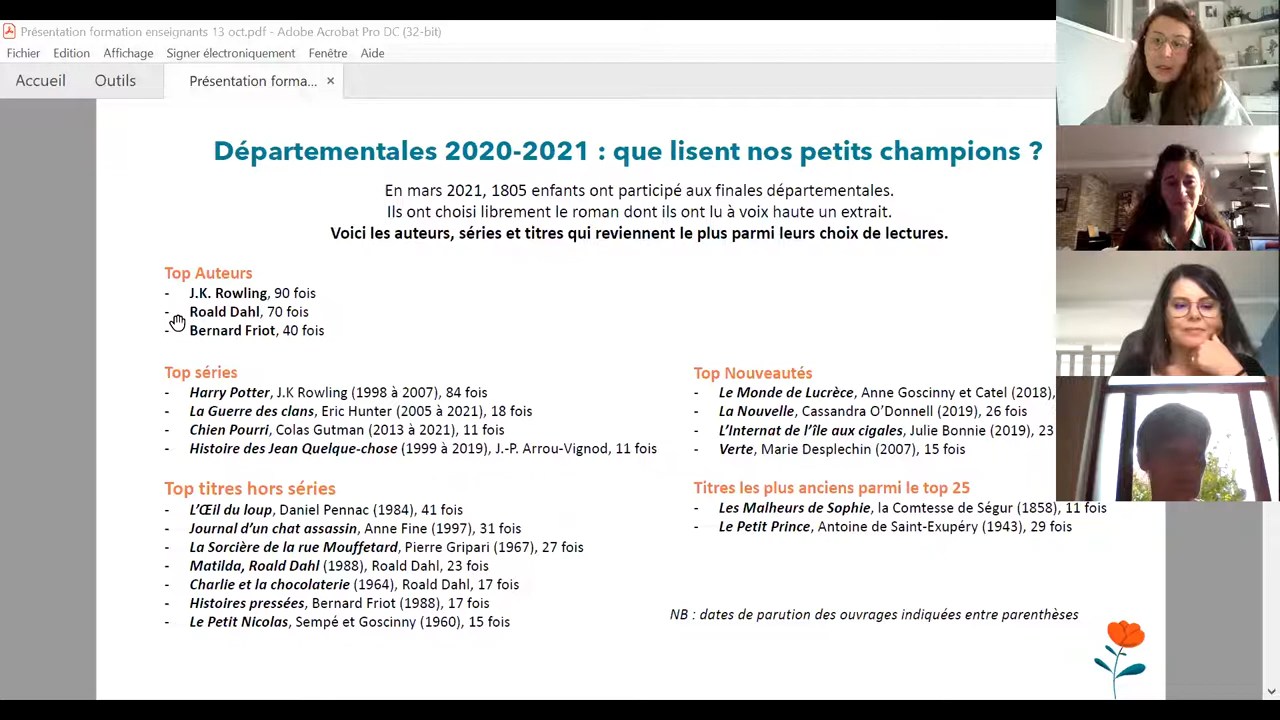 Présentation formation enseignants 13 oct.pdf - Adobe Acrobat Pro DC (32-bit)
Fichier Edition Affichage Signer électroniquement Fenêtre Aide
Accueil Outils Présentation forma... ×
Départementales 2020-2021 : que lisent nos petits champions ?
En mars 2021, 1805 enfants ont participé aux finales départementales.
Ils ont choisi librement le roman dont ils ont lu à voix haute un extrait.
Voici les auteurs, séries et titres qui reviennent le plus parmi leurs choix de lectures.
Top Auteurs
- J.K. Rowling, 90 fois
- Roald Dahl, 70 fois
- Bernard Friot, 40 fois
Top séries
- Harry Potter, J.K Rowling (1998 à 2007), 84 fois
- La Guerre des clans, Eric Hunter (2005 à 2021), 18 fois
- Chien Pourri, Colas Gutman (2013 à 2021), 11 fois
- Histoire des Jean Quelque-chose (1999 à 2019), J.-P. Arrou-Vignod, 11 fois
Top titres hors séries
- L'Œil du loup, Daniel Pennac (1984), 41 fois
- Journal d'un chat assassin, Anne Fine (1997), 31 fois
- La Sorcière de la rue Mouffetard, Pierre Gripari (1967), 27 fois
- Matilda, Roald Dahl (1988), Roald Dahl, 23 fois
- Charlie et la chocolaterie (1964), Roald Dahl, 17 fois
- Histoires pressées, Bernard Friot (1988), 17 fois
- Le Petit Nicolas, Sempé et Goscinny (1960), 15 fois
Top Nouveautés
- Le Monde de Lucrèce, Anne Goscinny et Catel (2018),
- La Nouvelle, Cassandra O'Donnell (2019), 26 fois
- L'Internat de l'île aux cigales, Julie Bonnie (2019), 23
- Verte, Marie Desplechin (2007), 15 fois
Titres les plus anciens parmi le top 25
- Les Malheurs de Sophie, la Comtesse de Ségur (1858), 11 fois
- Le Petit Prince, Antoine de Saint-Exupéry (1943), 29 fois
NB : dates de parution des ouvrages indiquées entre parenthèses